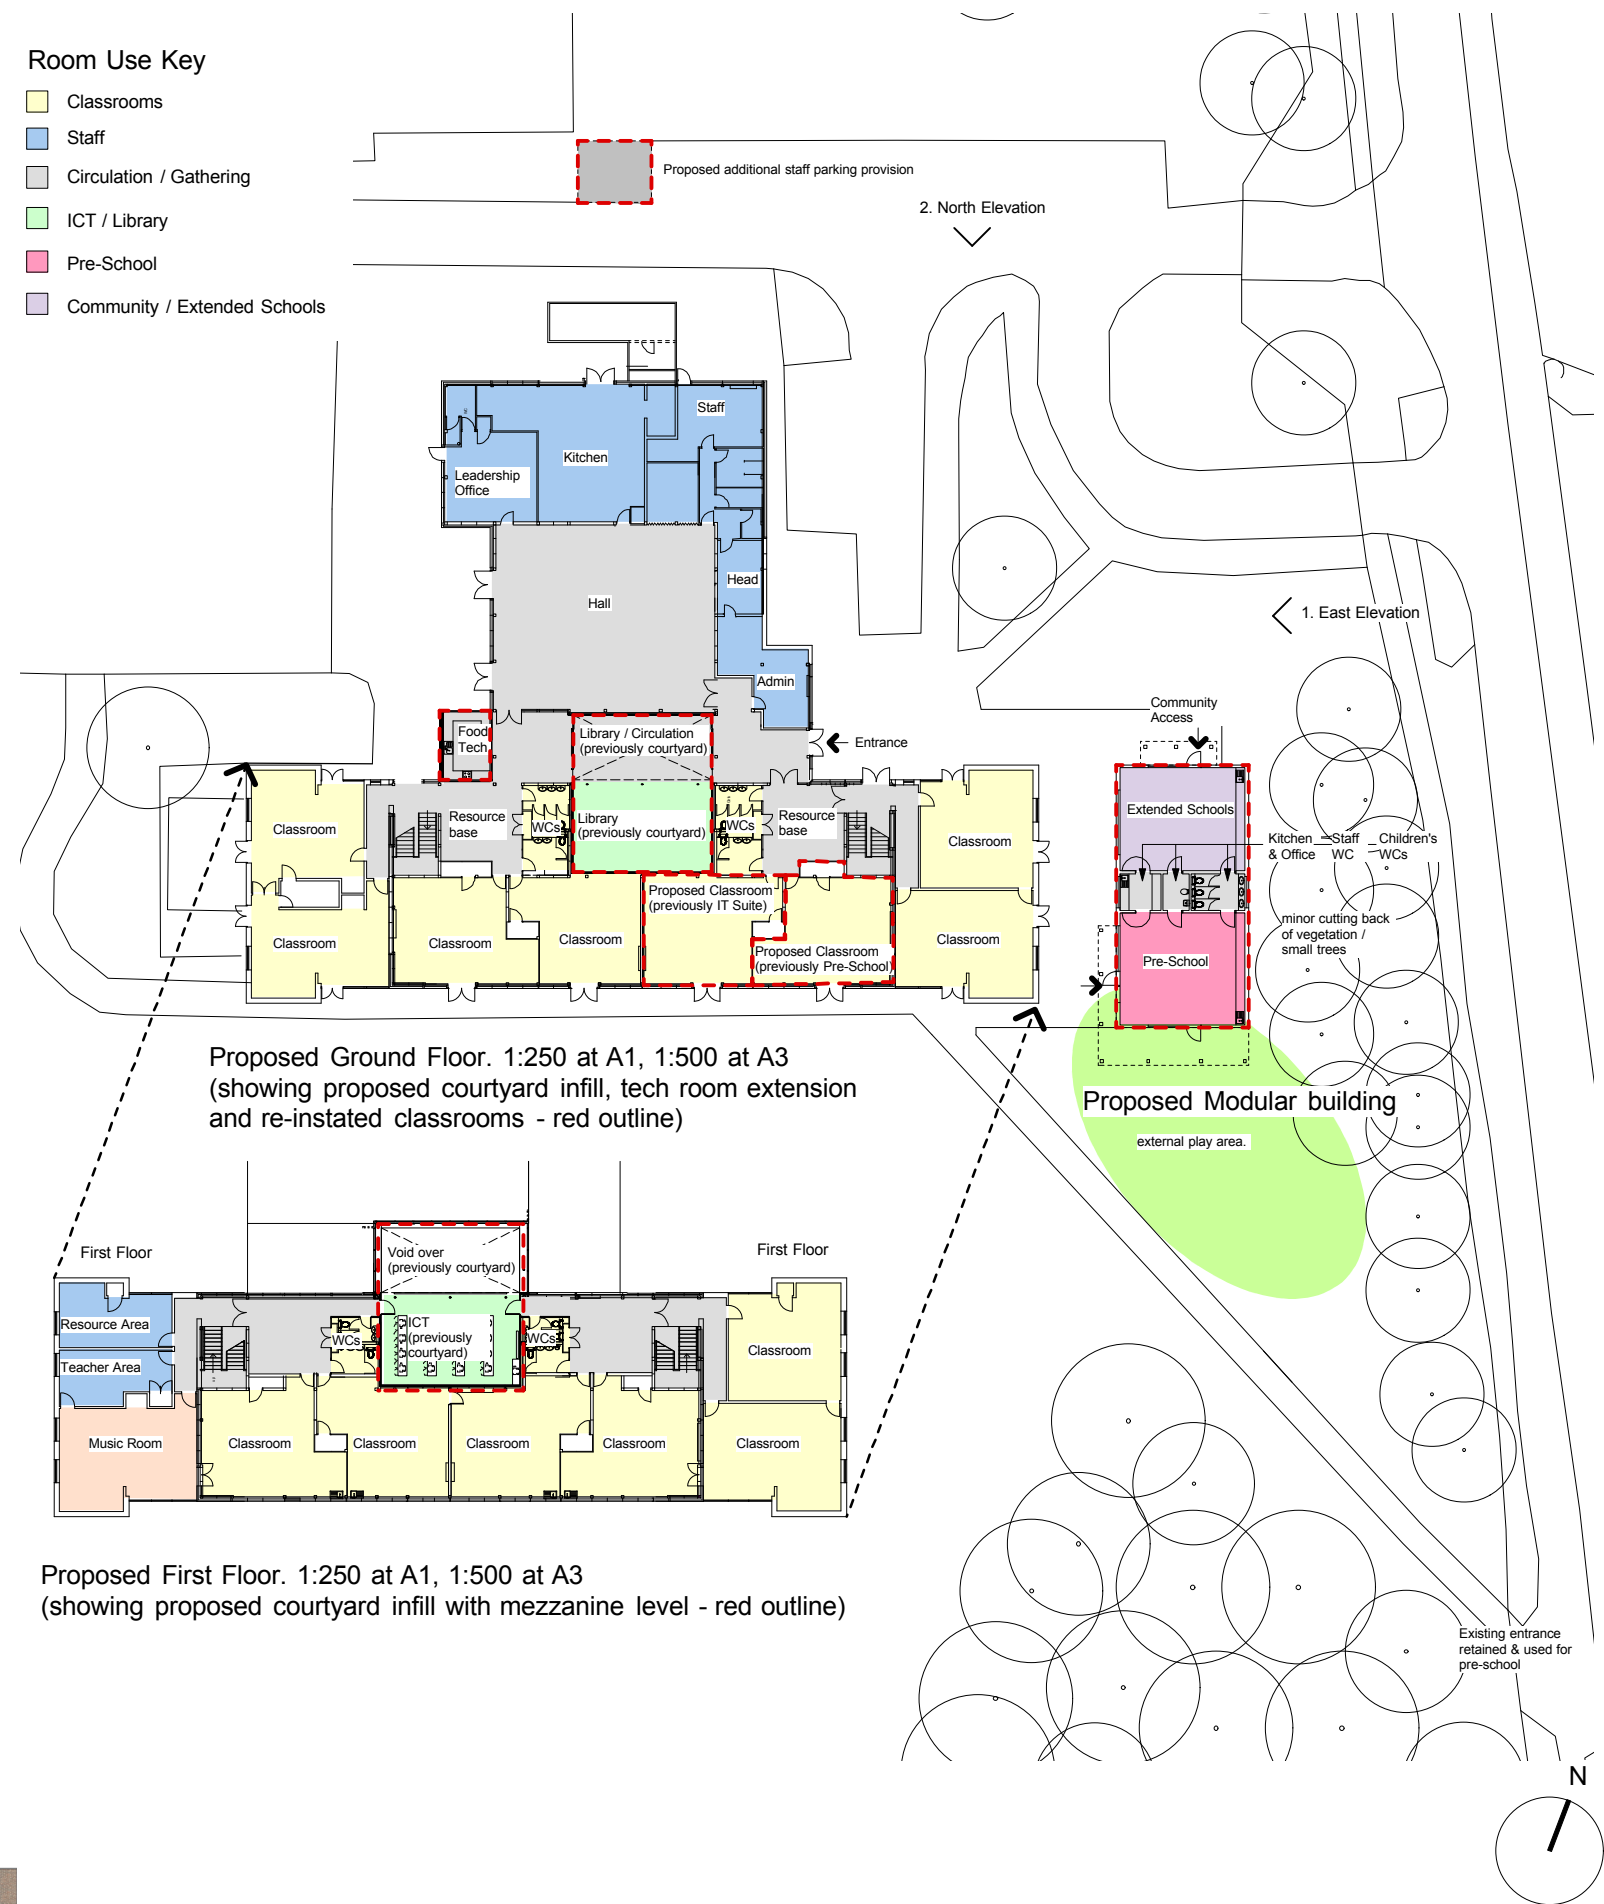 Room Use Key
Classrooms
Staff
Circulation / Gathering
ICT / Library
Pre-School
Community / Extended Schools
Proposed additional staff parking provision
2. North Elevation
Staff
Kitchen
Leadership
Office
Head
Hall
1. East Elevation
Admin
Community
Access
Food
Tech
Library / Circulation
(previously courtyard)
Entrance
Classroom
Resource
base
WCs
Library
(previously courtyard)
WCs
Resource
base
Classroom
Extended Schools
Kitchen
& Office
Staff
WC
Children's
WCs
Classroom
Classroom
Classroom
Proposed Classroom
(previously IT Suite)
Proposed Classroom
(previously Pre-School)
Classroom
Pre-School
minor cutting back
of vegetation /
small trees
Proposed Ground Floor. 1:250 at A1, 1:500 at A3
(showing proposed courtyard infill, tech room extension
and re-instated classrooms - red outline)
Proposed Modular building
external play area.
First Floor
Void over
(previously courtyard)
First Floor
Resource Area
Teacher Area
WCs
ICT
(previously
courtyard)
WCs
Classroom
Music Room
Classroom
Classroom
Classroom
Classroom
Classroom
Proposed First Floor. 1:250 at A1, 1:500 at A3
(showing proposed courtyard infill with mezzanine level - red outline)
Existing entrance
retained & used for
pre-school
N